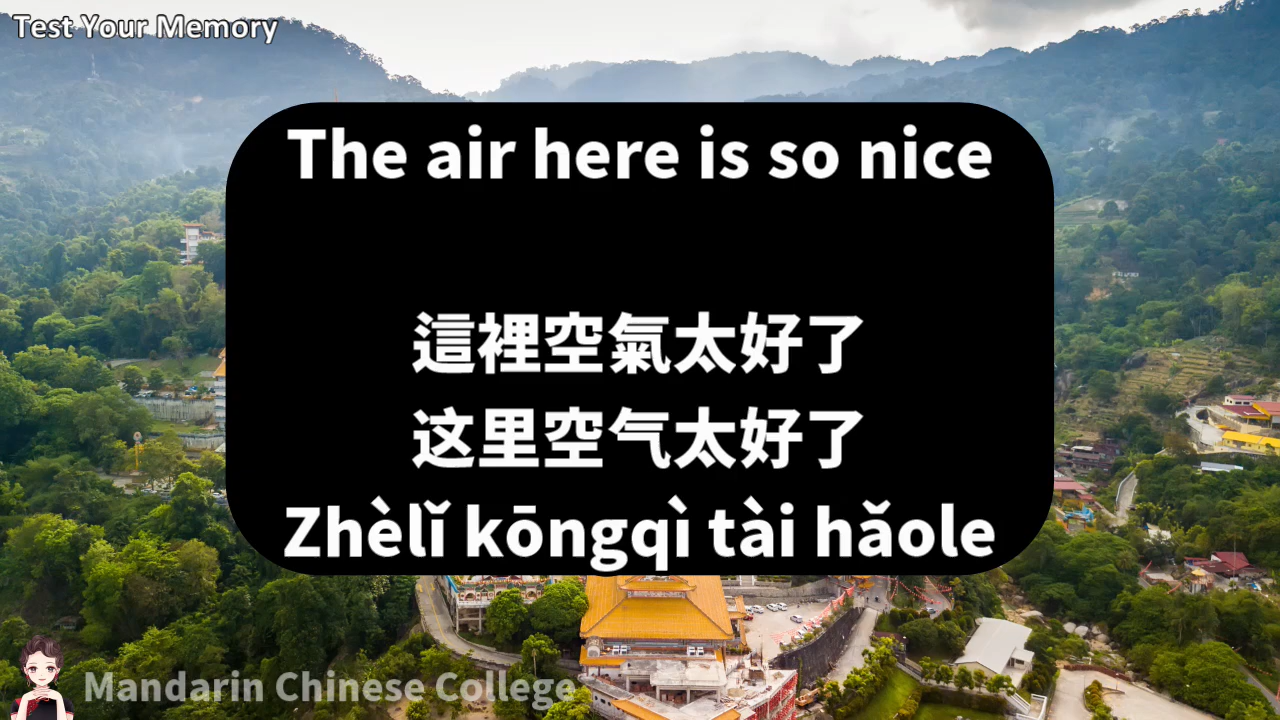 Test Your Memory
The air here is so nice
這裡空氣太好了
这里空气太好了
Zhèlǐ kōngqì tài hǎole
Mandarin Chinese College